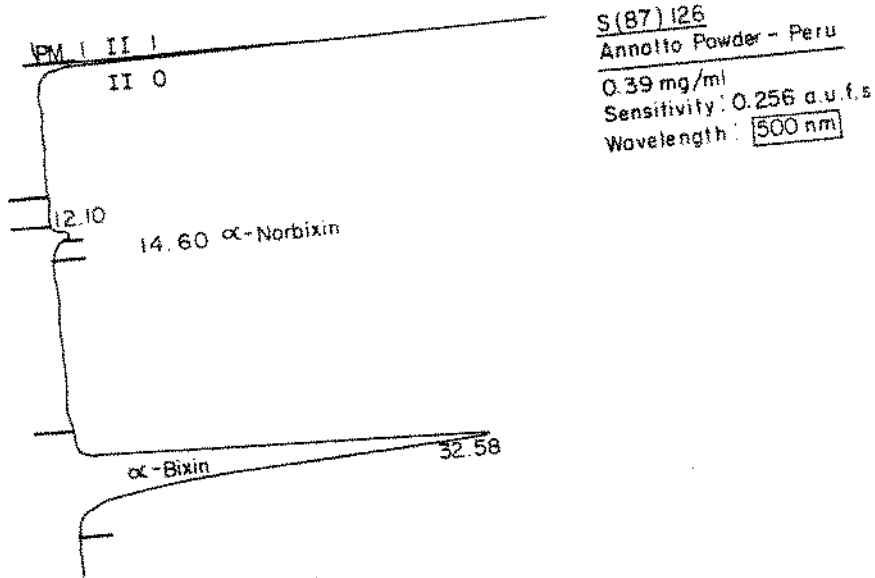 S(87)126
Annatto Powder - Peru
0.39 mg/ml
Sensitivity: 0.256 a.u.f.s
Wavelength: 500 nm
PM 1 II 1
II 0
12.10
14.60 α-Norbixin
32.58
α-Bixin